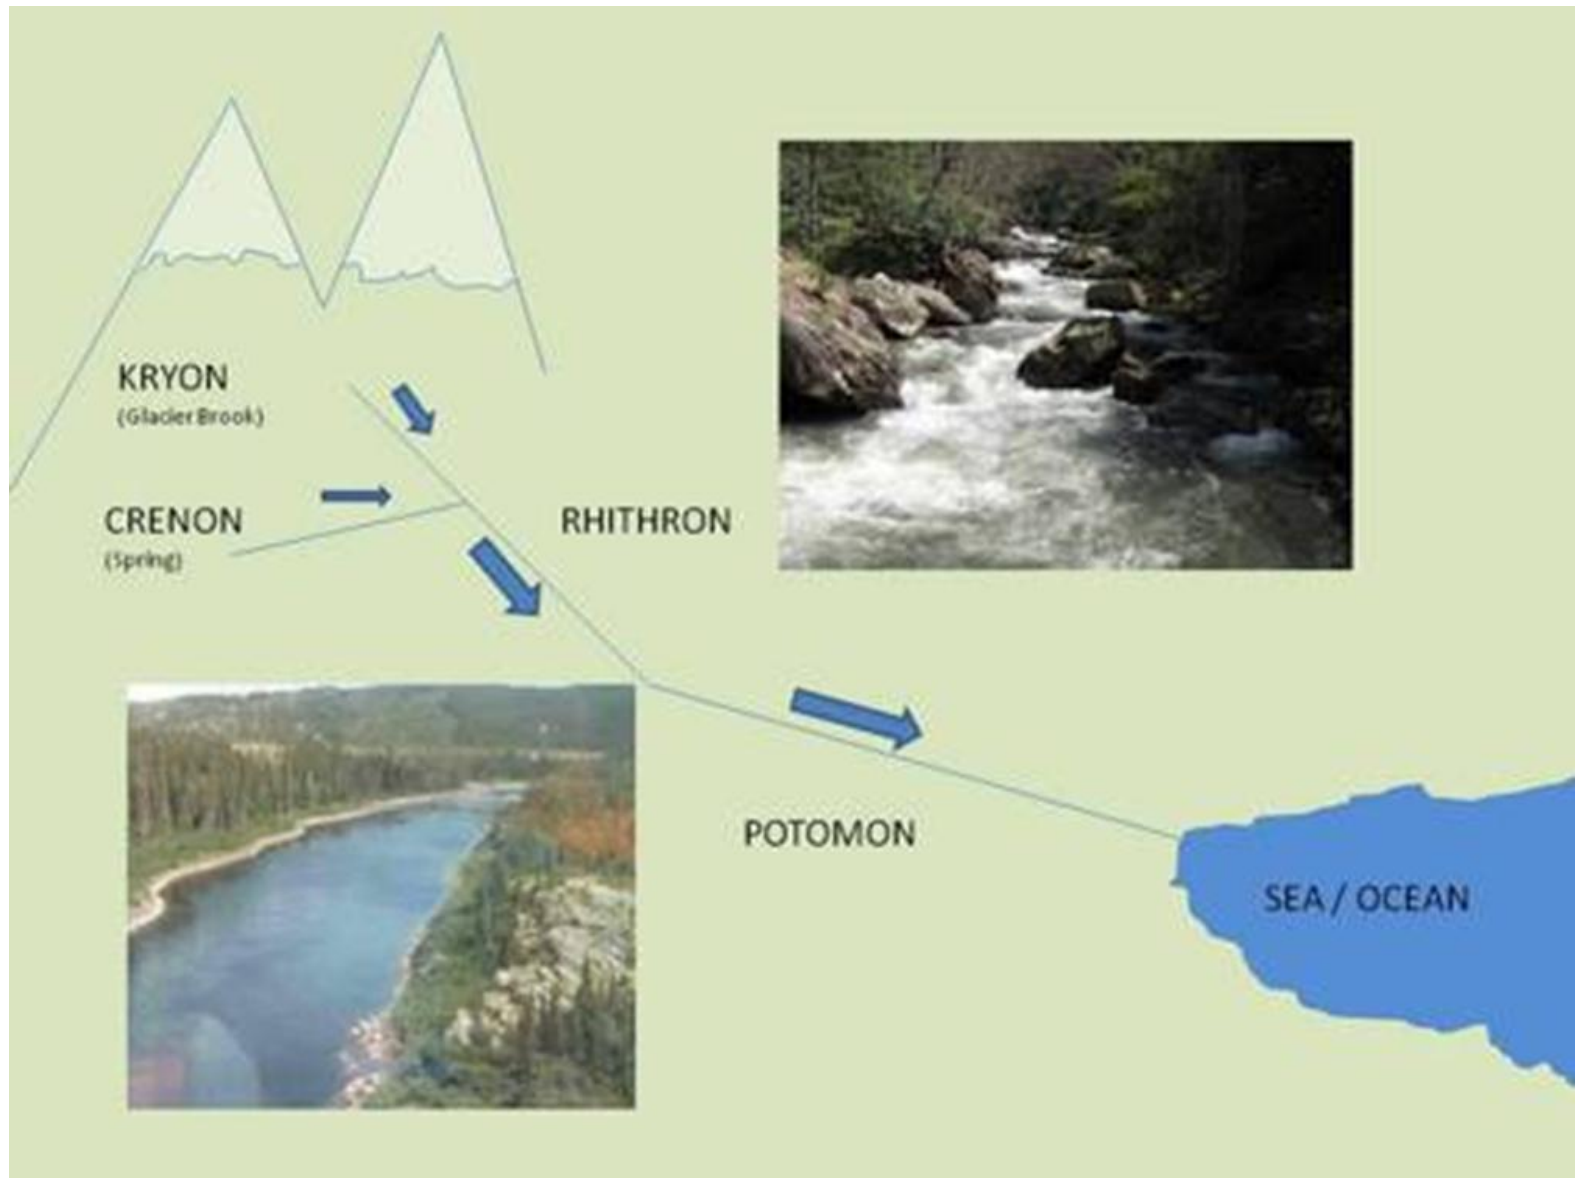 KRYON
(Glacier Brook)
CRENON
(Spring)
RHITHRON
POTOMON
SEA / OCEAN